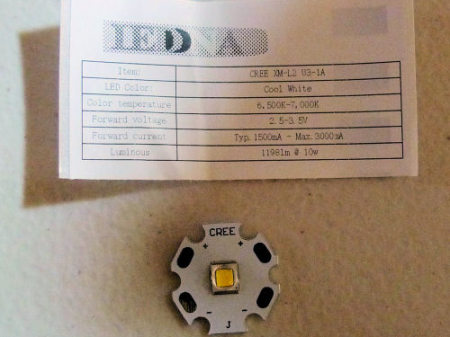 LEDDNA
Item: CREE XM-L2 U3-1A
LED Color: Cool White
Color temperature 6,500K-7,000K
Forward voltage 2.5-3.5V
Forward current Typ. 1500mA - Max. 3000mA
Luminous 1198lm @ 10w
CREE
+ +
- -
J